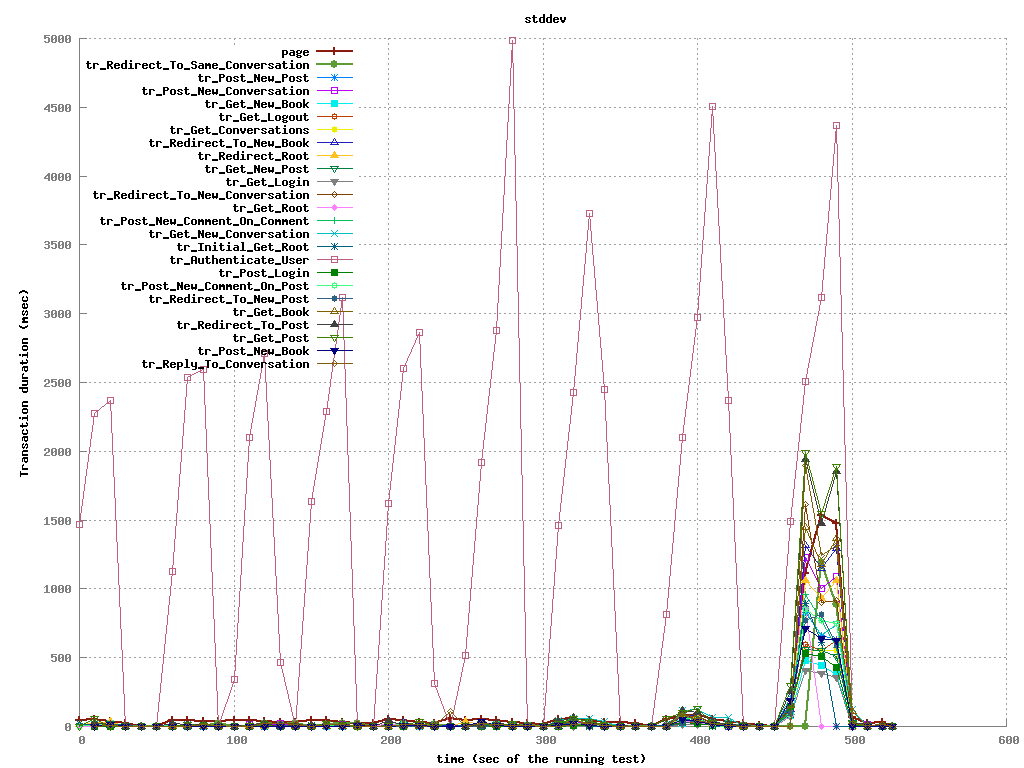 stddev
5000
4500
4000
3500
3000
2500
2000
1500
1000
500
0
Transaction duration (msec)
page
tr_Redirect_To_Same_Conversation
tr_Post_New_Post
tr_Post_New_Conversation
tr_Get_New_Book
tr_Get_Logout
tr_Get_Conversations
tr_Redirect_To_New_Book
tr_Redirect_Root
tr_Get_New_Post
tr_Get_Login
tr_Redirect_To_New_Conversation
tr_Get_Root
tr_Post_New_Comment_On_Comment
tr_Get_New_Conversation
tr_Initial_Get_Root
tr_Authenticate_User
tr_Post_Login
tr_Post_New_Comment_On_Post
tr_Redirect_To_New_Post
tr_Get_Book
tr_Redirect_To_Post
tr_Get_Post
tr_Post_New_Book
tr_Reply_To_Conversation
0 100 200 300 400 500 600
time (sec of the running test)